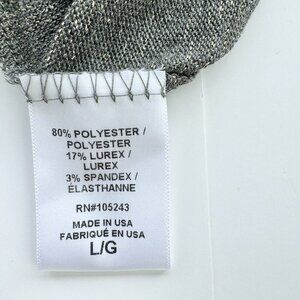 80% POLYESTER /
POLYESTER
17% LUREX /
LUREX
3% SPANDEX /
ÉLASTHANNE
RN#105243
MADE IN USA
FABRIQUÉ EN USA
L/G